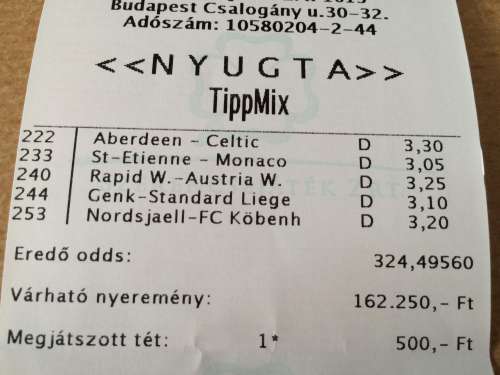 Budapest Csalogány u.30-32.
Adószám: 10580204-2-44
<<NYUGTA>>
TippMix
222 Aberdeen - Celtic D 3,30
233 St-Etienne - Monaco D 3,05
240 Rapid W.-Austria W. D 3,25
244 Genk-Standard Liege D 3,10
253 Nordsjaell-FC Köbenh D 3,20
Eredő odds: 324,49560
Várható nyeremény: 162.250,- Ft
Megjátszott tét: 1* 500,- Ft